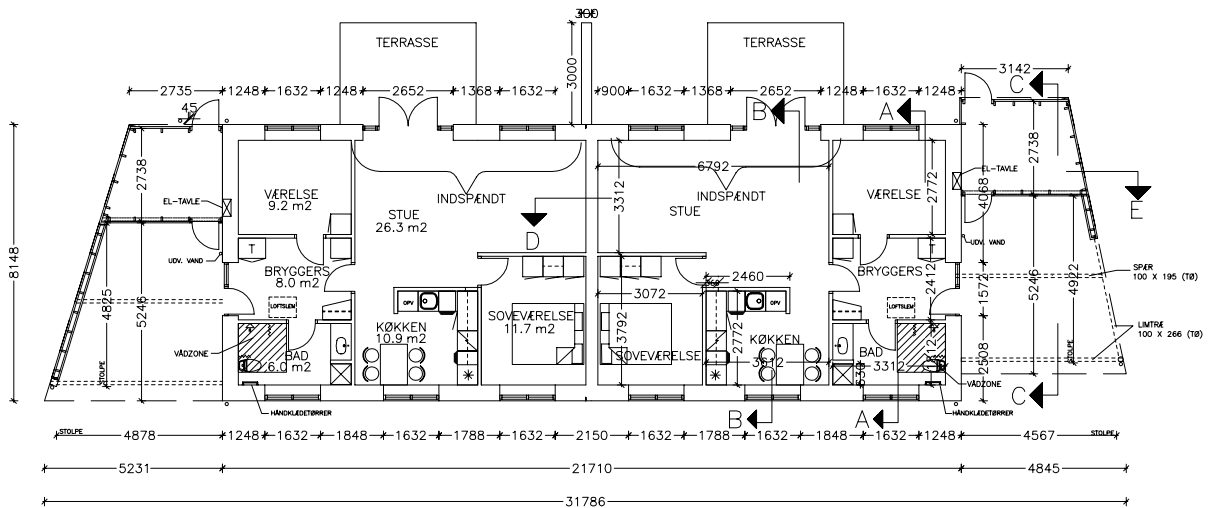 300
TERRASSE
TERRASSE
3000
3142
C
2735
1248
1632
1248
2652
1368
1632
900
1632
1368
2652
1248
1632
1248
45
B
A
2738
EL-TAVLE
VÆRELSE
9.2 m2
STUE
26.3 m2
INDSPÆNDT
D
3312
6792
INDSPÆNDT
STUE
VÆRELSE
2772
4068
EL-TAVLE
2738
E
8148
UDV. VAND
T
BRYGGERS
8.0 m2
LOFTSLEM
4825
5246
OPV
KØKKEN
10.9 m2
SOVEVÆRELSE
11.7 m2
3072
3792
SOVEVÆRELSE
2460
560
OPV
2772
KØKKEN
3612
T
BRYGGERS
2412
LOFTSLEM
UDV. VAND
1572
5246
4922
SPÆR
100 X 195 (TØ)
LIMTRÆ
100 X 266 (TØ)
VÅDZONE
BAD
6.0 m2
STOLPE
HÅNDKLÆDETØRRER
BAD
3312
630
2508
VÅDZONE
HÅNDKLÆDETØRRER
STOLPE
C
B
A
STOLPE
4878
1248
1632
1848
1632
1788
1632
2150
1632
1788
1632
1848
1632
1248
4567
STOLPE
5231
21710
4845
31786